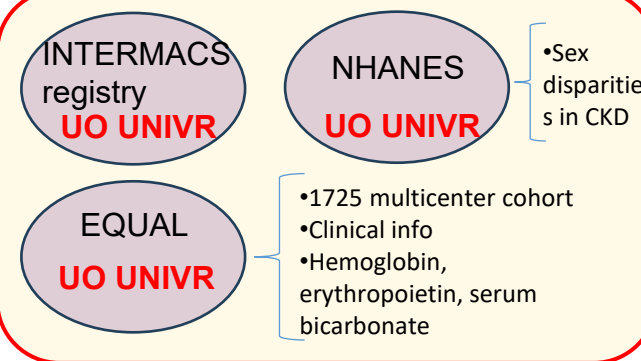 INTERMACS
registry
UO UNIVR
NHANES
UO UNIVR
•Sex
disparitie
s in CKD
EQUAL
UO UNIVR
•1725 multicenter cohort
•Clinical info
•Hemoglobin,
erythropoietin, serum
bicarbonate